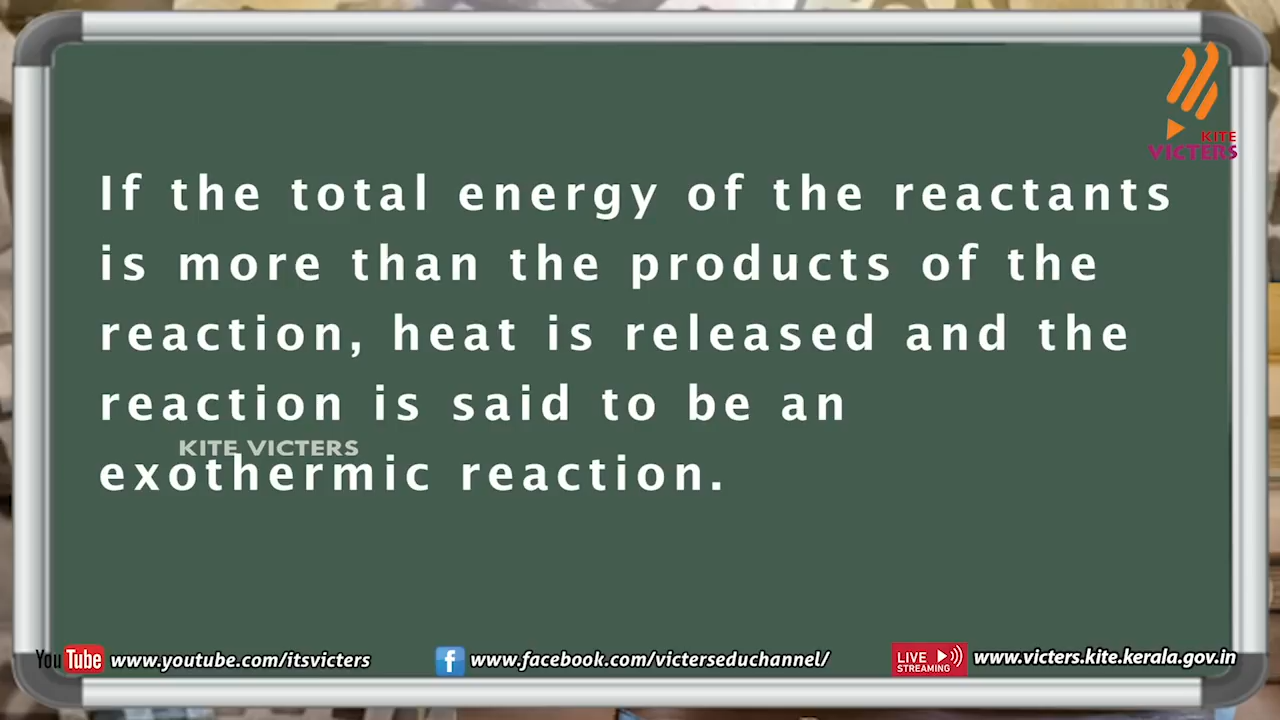 KITE
VICTERS
If the total energy of the reactants
is more than the products of the
reaction, heat is released and the
reaction is said to be an
KITE VICTERS
exothermic reaction.
YouTube www.youtube.com/itsvicters
f www.facebook.com/victerseduchannel/
LIVE STREAMING www.victers.kite.kerala.gov.in